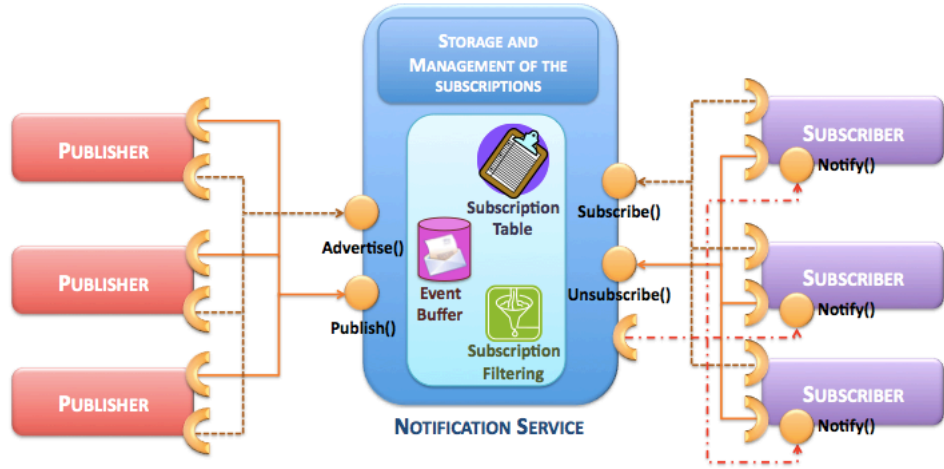 STORAGE AND
MANAGEMENT OF THE
SUBSCRIPTIONS
PUBLISHER
PUBLISHER
PUBLISHER
Advertise()
Publish()
Subscription
Table
Event
Buffer
Subscription
Filtering
Subscribe()
Unsubscribe()
NOTIFICATION SERVICE
SUBSCRIBER
Notify()
SUBSCRIBER
Notify()
SUBSCRIBER
Notify()